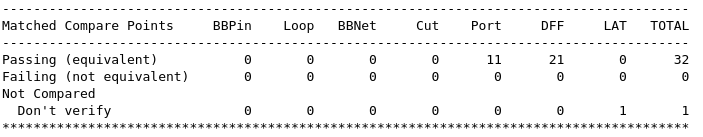 -----------------------------------------------------------------------------------------
Matched Compare Points     BBPin    Loop   BBNet     Cut    Port     DFF     LAT   TOTAL
-----------------------------------------------------------------------------------------
Passing (equivalent)           0       0       0       0      11      21       0      32
Failing (not equivalent)       0       0       0       0       0       0       0       0
Not Compared
  Don't verify                 0       0       0       0       0       0       1       1
*****************************************************************************************